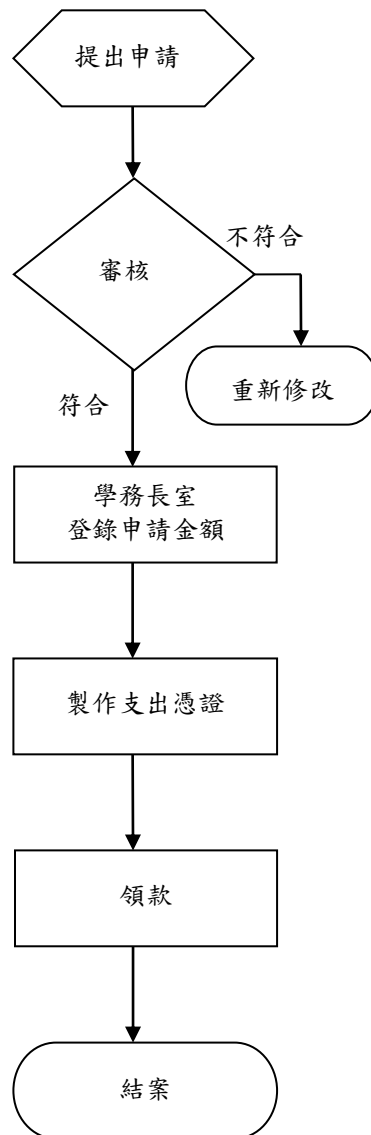 提出申請
不符合
審核
重新修改
符合
學務長室
登錄申請金額
製作支出憑證
領款
結案